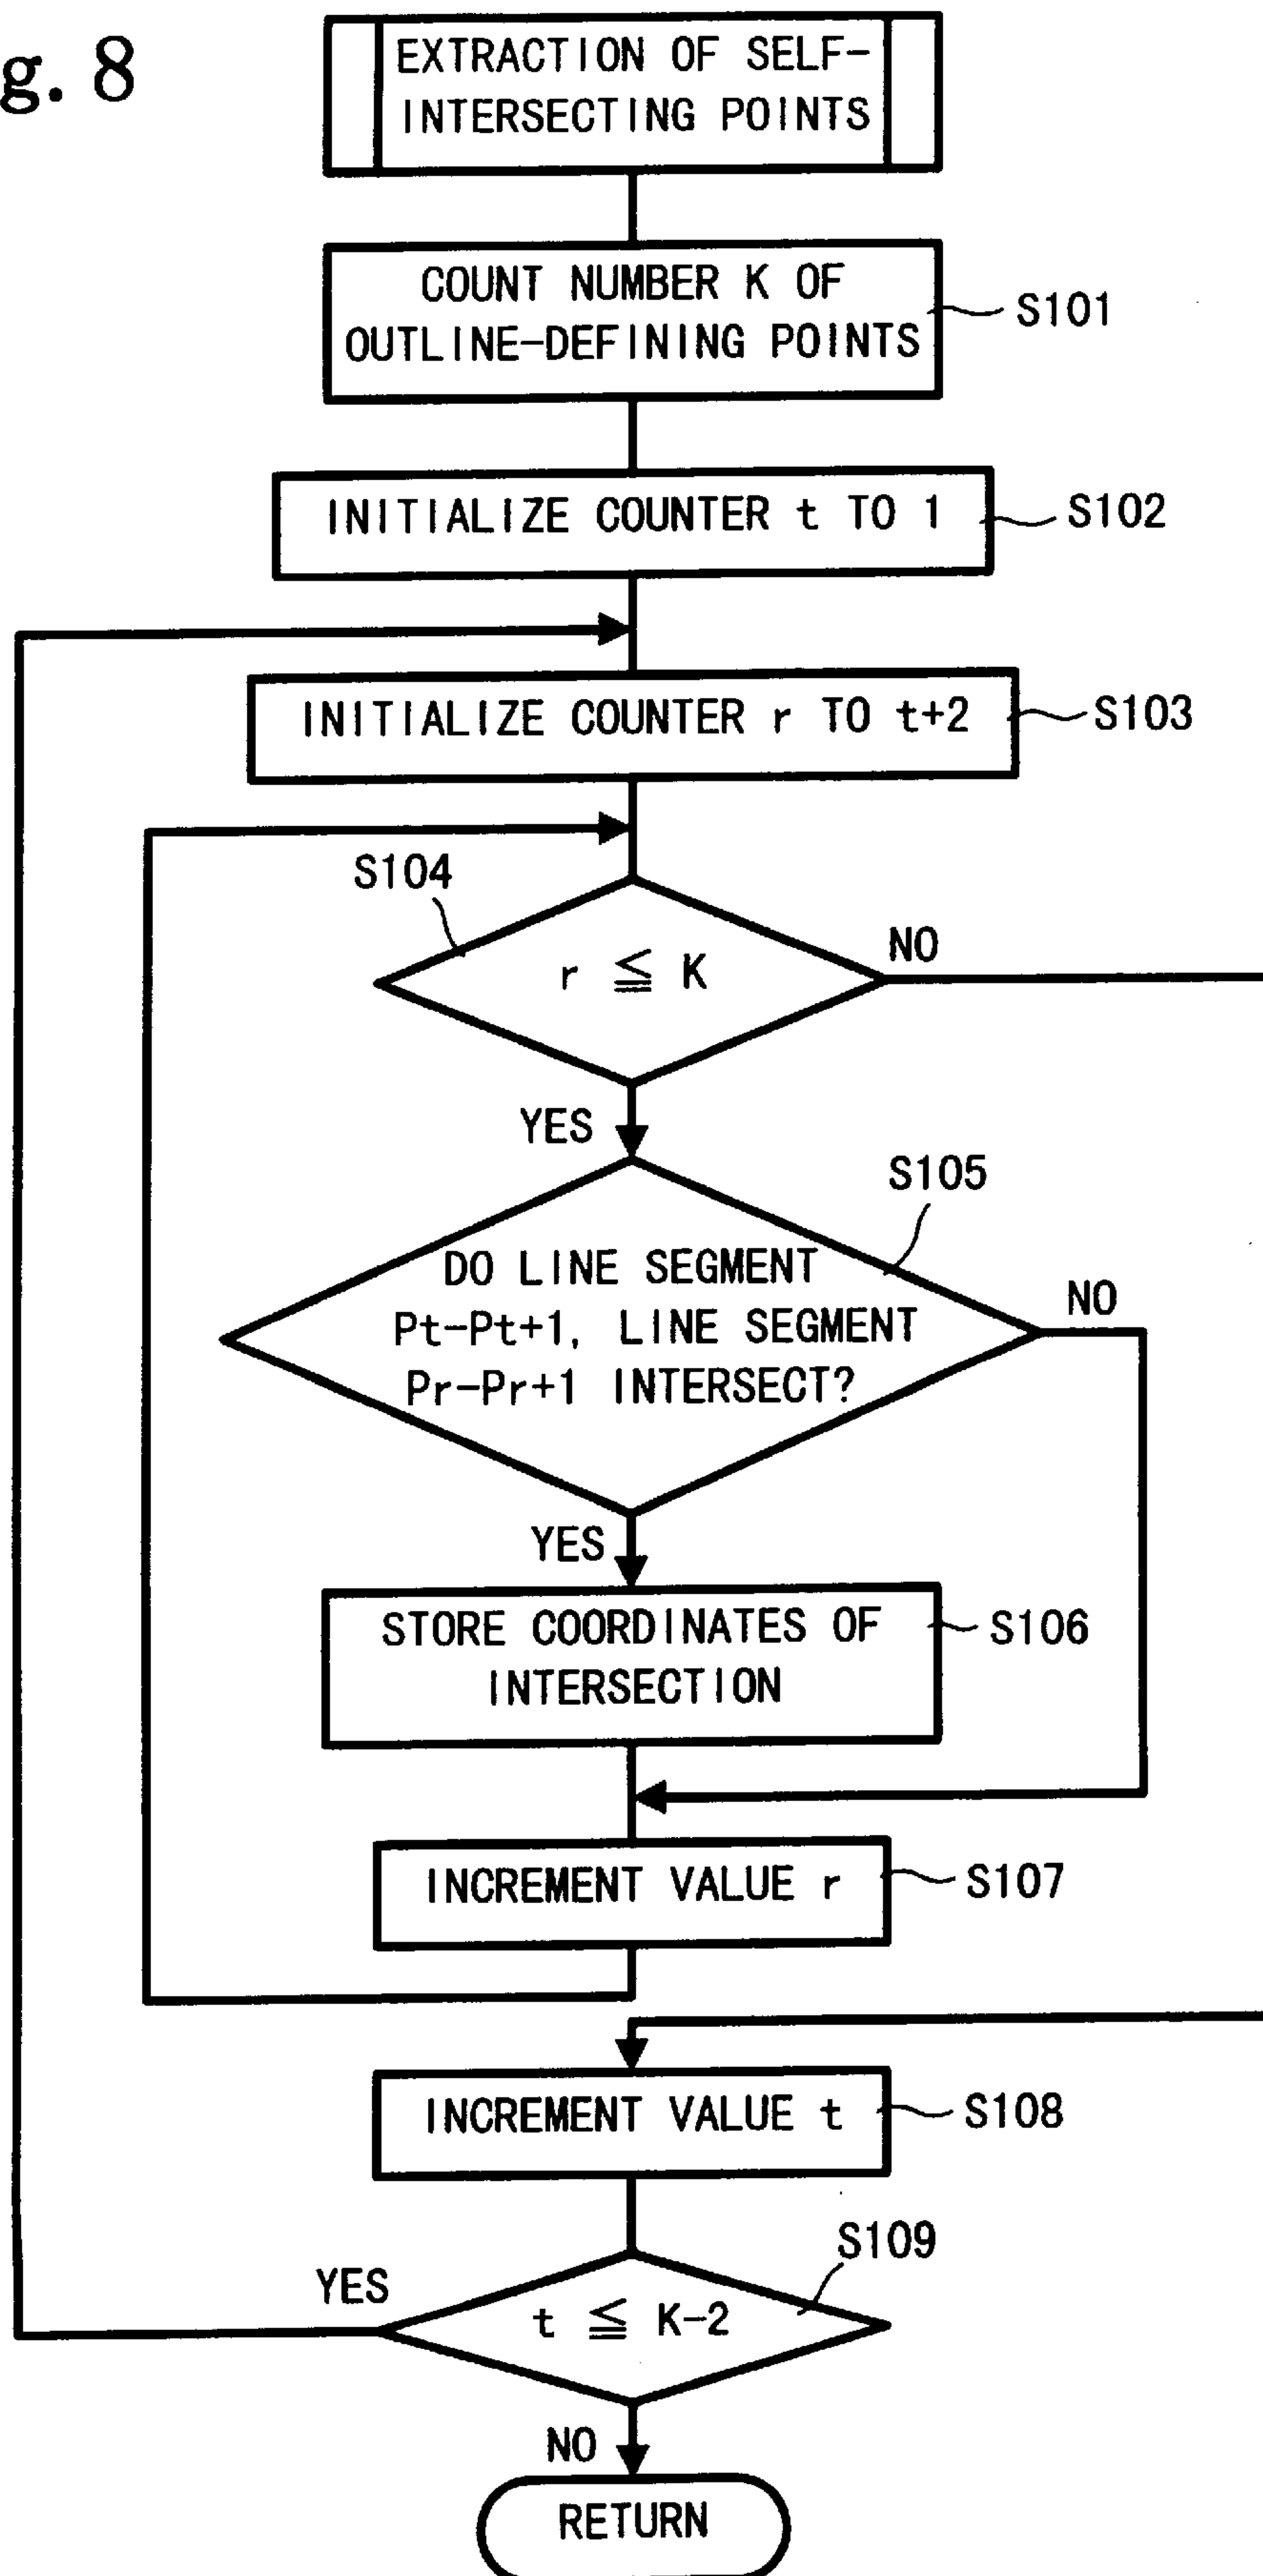 g. 8
EXTRACTION OF SELF-
INTERSECTING POINTS
COUNT NUMBER K OF
OUTLINE-DEFINING POINTS
S101
INITIALIZE COUNTER t TO 1
S102
INITIALIZE COUNTER r TO t+2
S103
S104
r ≦ K
NO
YES
S105
DO LINE SEGMENT
Pt-Pt+1, LINE SEGMENT
Pr-Pr+1 INTERSECT?
NO
YES
STORE COORDINATES OF
INTERSECTION
S106
INCREMENT VALUE r
S107
INCREMENT VALUE t
S108
S109
YES
t ≦ K-2
NO
RETURN